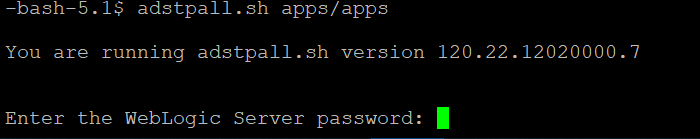 -bash-5.1$ adstpall.sh apps/apps
You are running adstpall.sh version 120.22.12020000.7
Enter the WebLogic Server password: